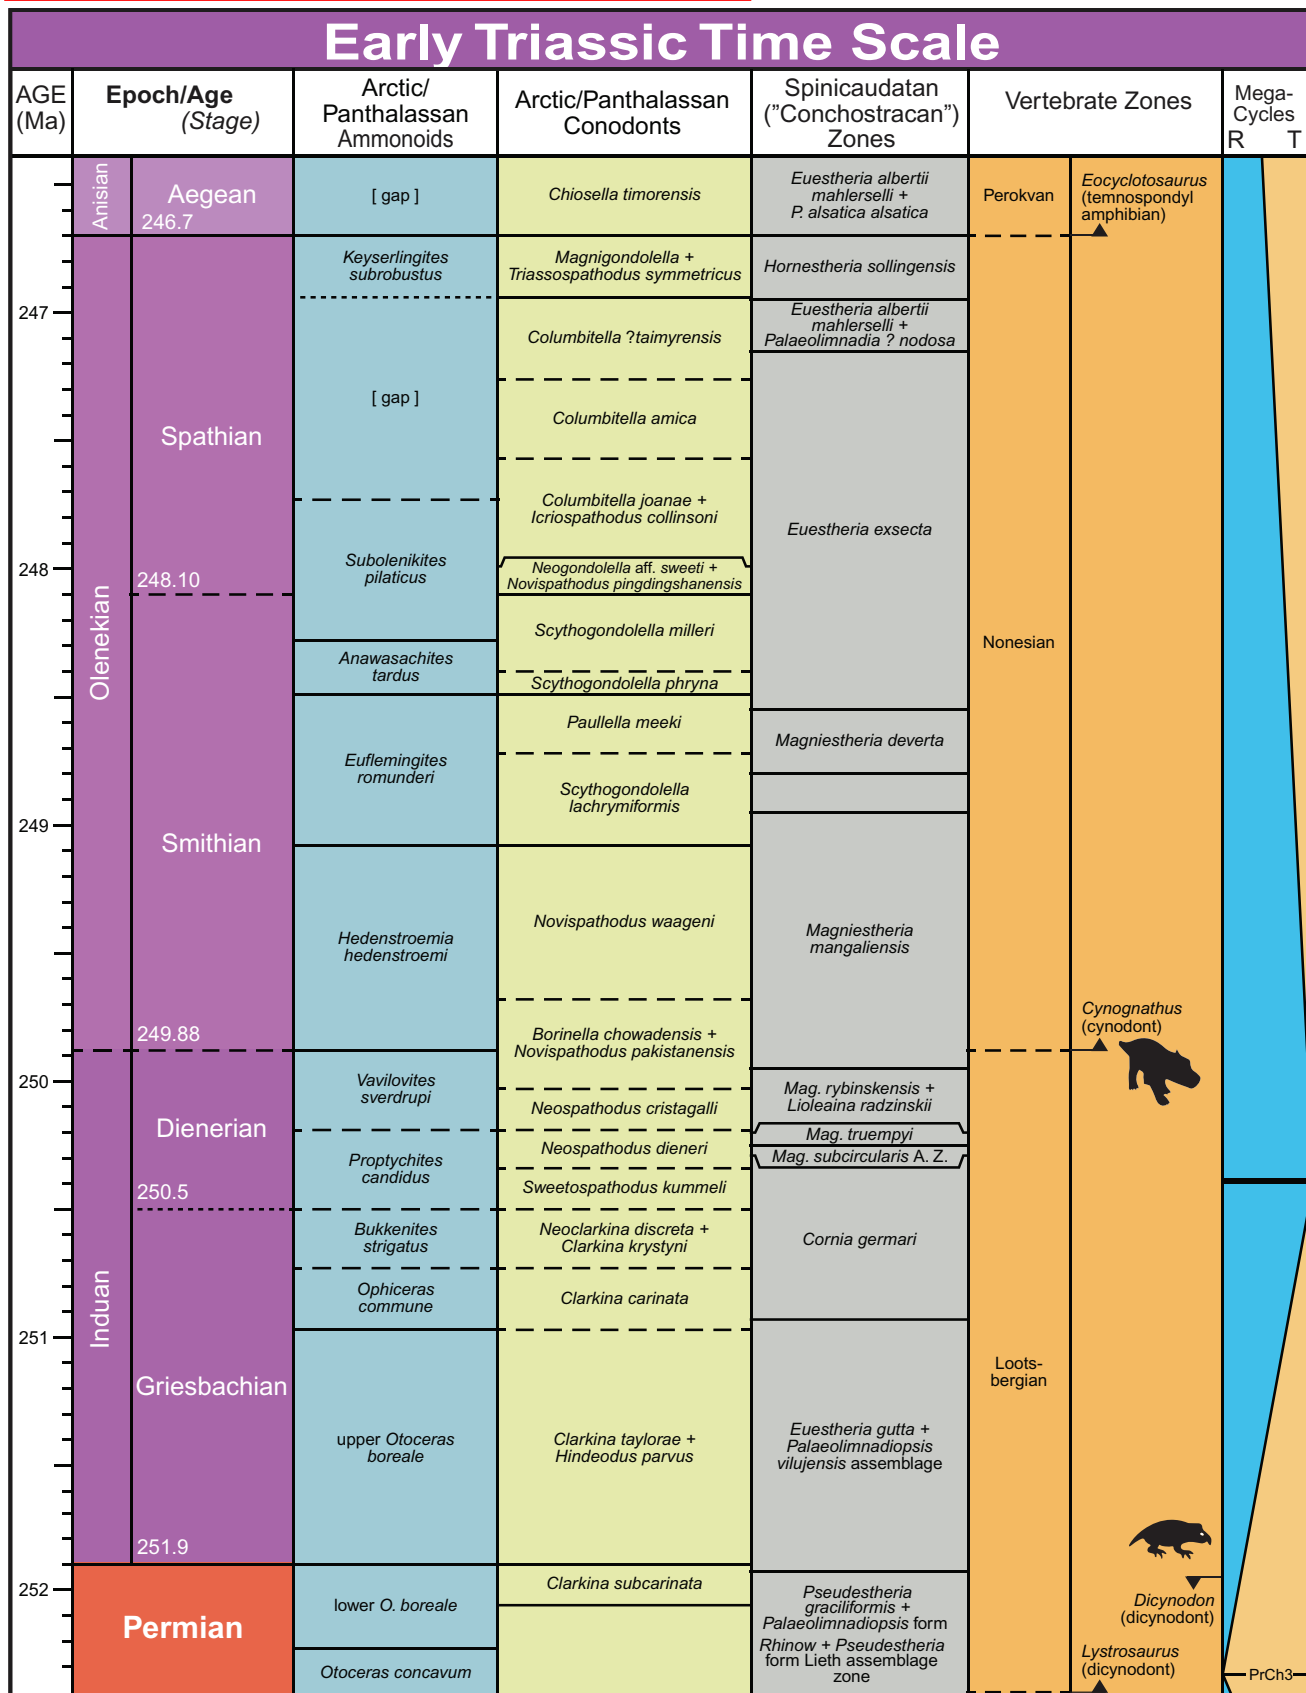 Early Triassic Time Scale
AGE
(Ma)
Epoch/Age
(Stage)
Arctic/
Panthalassan
Ammonoids
Arctic/Panthalassan
Conodonts
Spinicaudatan
("Conchostracan")
Zones
Vertebrate Zones
Mega-
Cycles
R T
247
248
249
250
251
252
Anisian
Olenekian
Induan
Aegean
246.7
Spathian
248.10
Smithian
249.88
Dienerian
250.5
Griesbachian
251.9
Permian
[ gap ]
Keyserlingites
subrobustus
[ gap ]
Subolenikites
pilaticus
Anawasachites
tardus
Euflemingites
romunderi
Hedenstroemia
hedenstroemi
Vavilovites
sverdrupi
Proptychites
candidus
Bukkenites
strigatus
Ophiceras
commune
upper Otoceras
boreale
lower O. boreale
Otoceras concavum
Chiosella timorensis
Magnigondolella +
Triassospathodus symmetricus
Columbitella ?taimyrensis
Columbitella amica
Columbitella joanae +
Icriospathodus collinsoni
Neogondolella aff. sweeti +
Novispathodus pingdingshanensis
Scythogondolella milleri
Scythogondolella phryna
Paullella meeki
Scythogondolella
lachrymiformis
Novispathodus waageni
Borinella chowadensis +
Novispathodus pakistanensis
Neospathodus cristagalli
Neospathodus dieneri
Sweetospathodus kummeli
Neoclarkina discreta +
Clarkina krystyni
Clarkina carinata
Clarkina taylorae +
Hindeodus parvus
Clarkina subcarinata
Euestheria albertii
mahlerselli +
P. alsatica alsatica
Hornestheria sollingensis
Euestheria albertii
mahlerselli +
Palaeolimnadia ? nodosa
Euestheria exsecta
Magniestheria deverta
Magniestheria
mangaliensis
Mag. rybinskensis +
Lioleaina radzinskii
Mag. truempyi
Mag. subcircularis A. Z.
Cornia germari
Euestheria gutta +
Palaeolimnadiopsis
vilujensis assemblage
Pseudestheria
graciliformis +
Palaeolimnadiopsis form
Rhinow + Pseudestheria
form Lieth assemblage
zone
Perokvan
Nonesian
Loots-
bergian
Eocyclotosaurus
(temnospondyl
amphibian)
Cynognathus
(cynodont)
Dicynodon
(dicynodont)
Lystrosaurus
(dicynodont)
PrCh3